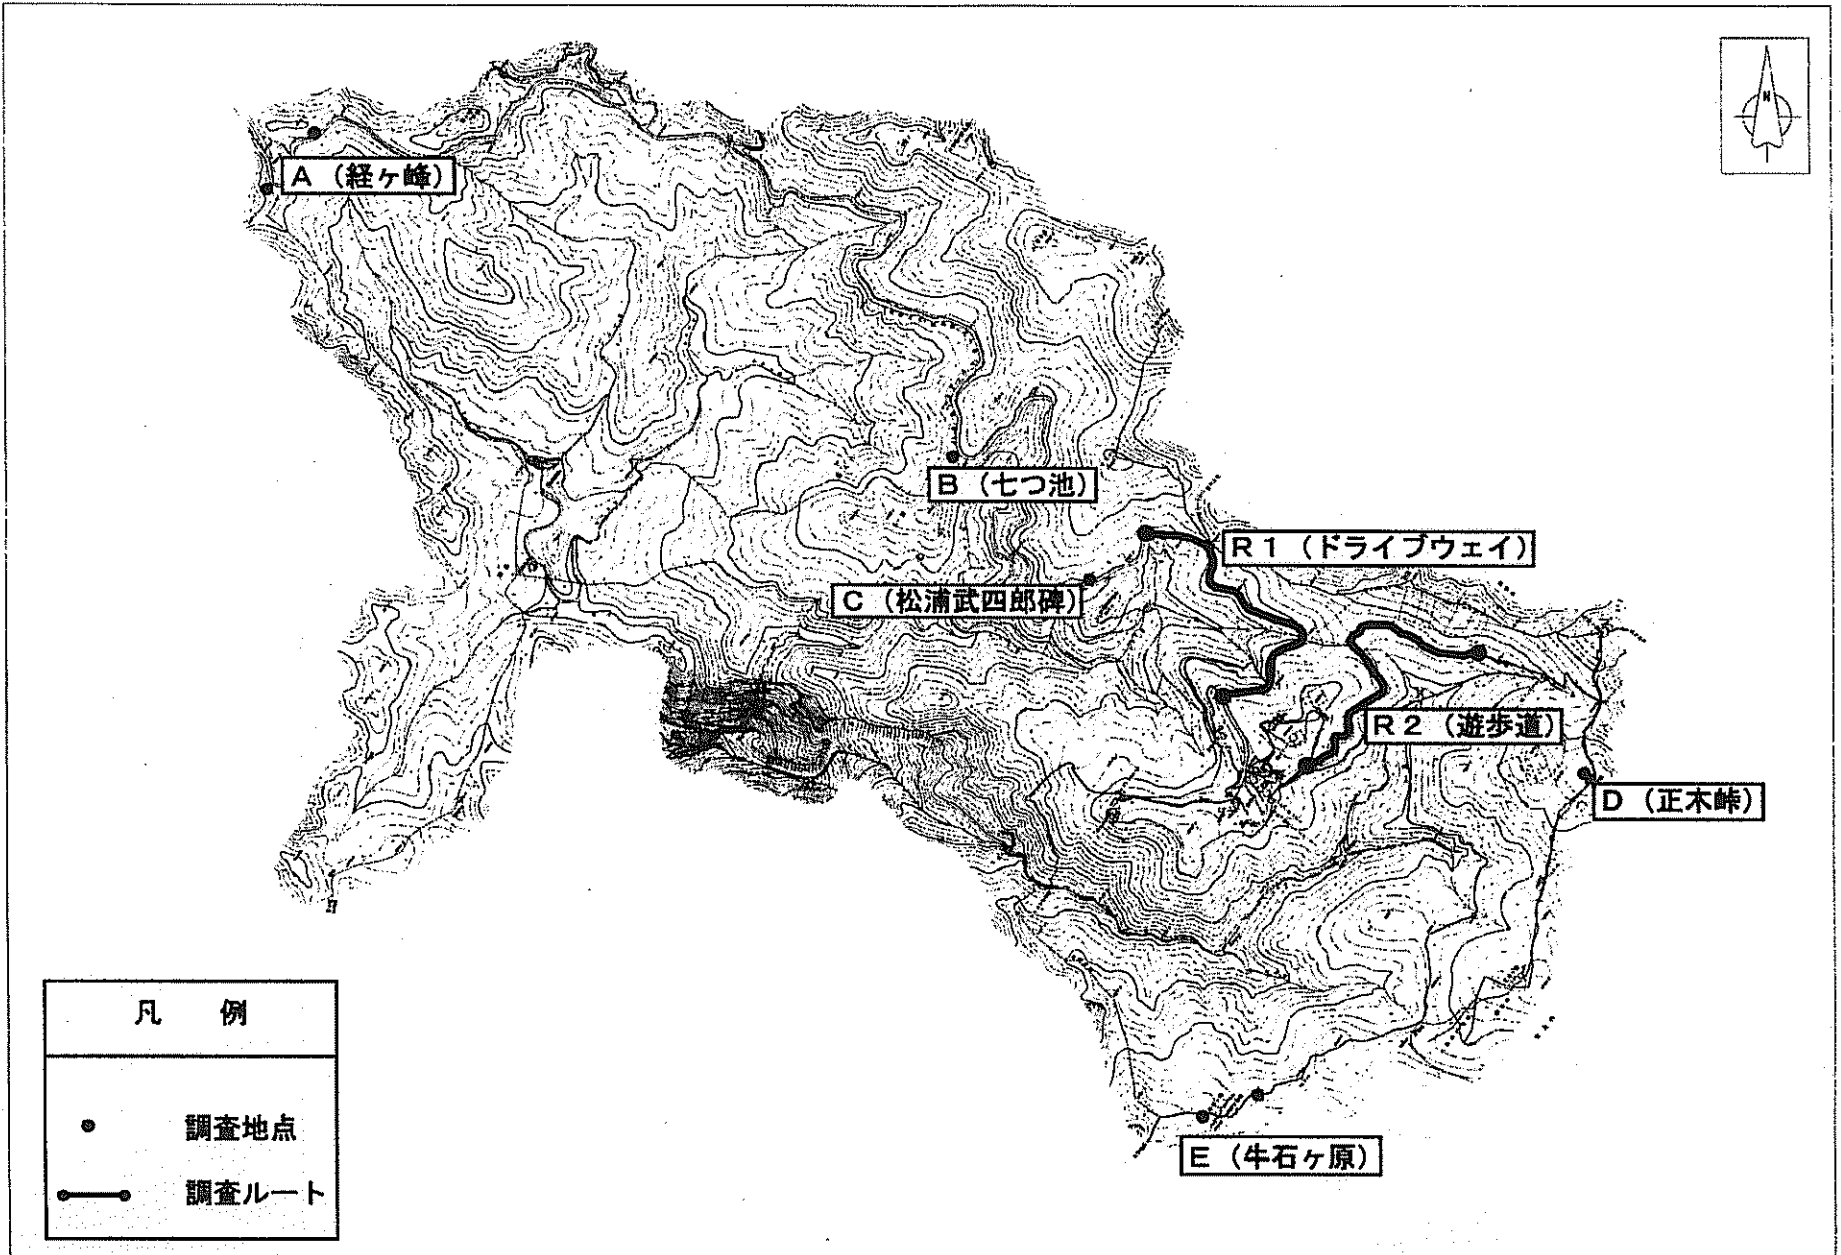 N
A（経ヶ峰）
B（七つ池）
R1（ドライブウェイ）
C（松浦武四郎碑）
R2（遊歩道）
D（正木峠）
E（牛石ヶ原）
凡　例
調査地点
調査ルート